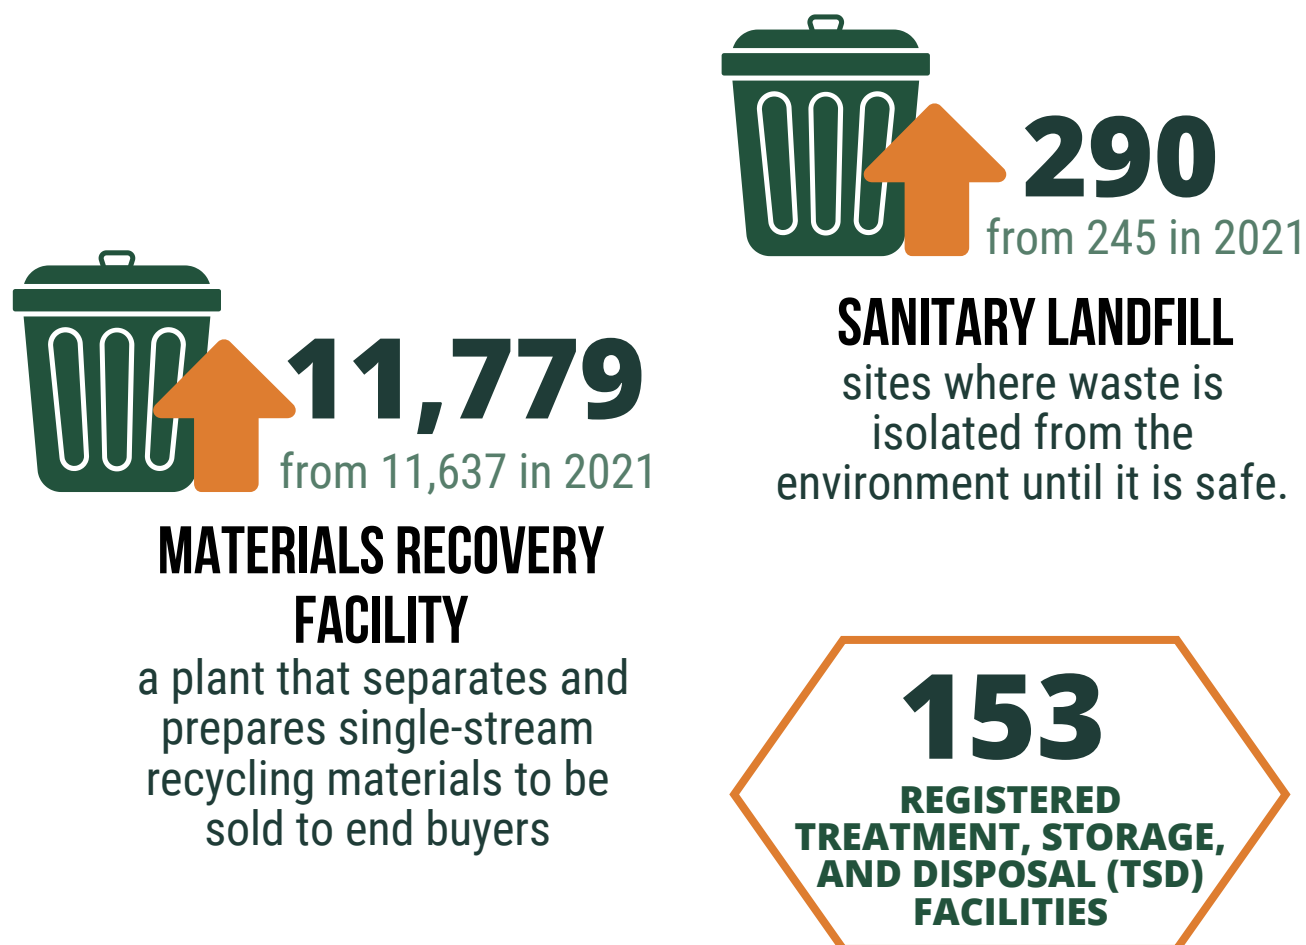 11,779
from 11,637 in 2021
MATERIALS RECOVERY
FACILITY
a plant that separates and
prepares single-stream
recycling materials to be
sold to end buyers
290
from 245 in 2021
SANITARY LANDFILL
sites where waste is
isolated from the
environment until it is safe.
153
REGISTERED
TREATMENT, STORAGE,
AND DISPOSAL (TSD)
FACILITIES